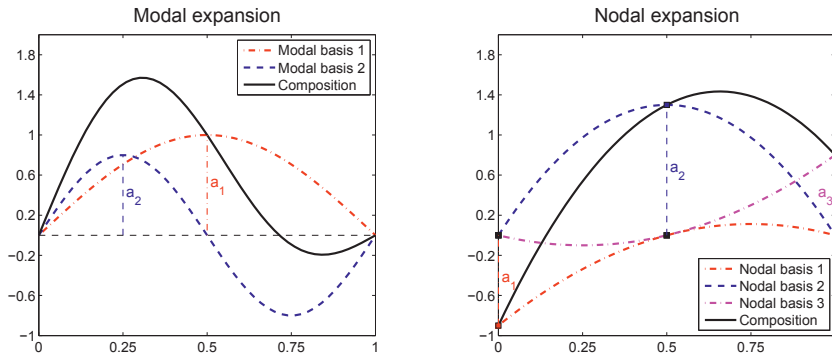 Modal expansion
1.8
1.4
1
0.6
0.2
−0.2
−0.6
−1
0
0.25
0.5
0.75
1
Modal basis 1
Modal basis 2
Composition
a2
a1
Nodal expansion
1.8
1.4
1
0.6
0.2
−0.2
−0.6
−1
0
0.25
0.5
0.75
a1
a2
a3
Nodal basis 1
Nodal basis 2
Nodal basis 3
Composition